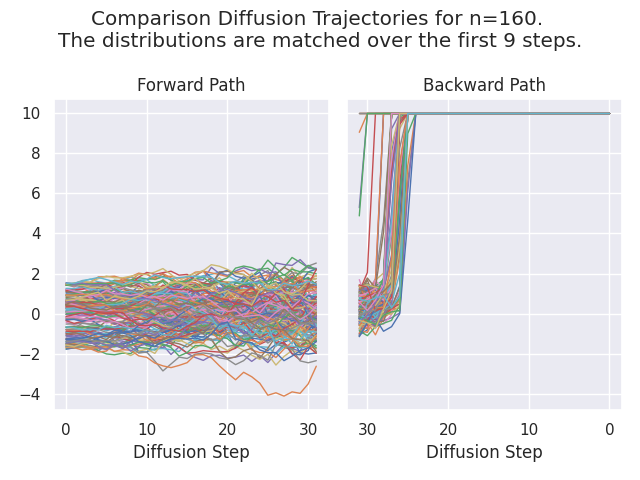 Comparison Diffusion Trajectories for n=160.
The distributions are matched over the first 9 steps.
Forward Path
Backward Path
10
8
6
4
2
0
−2
−4
0
10
20
30
30
20
10
0
Diffusion Step
Diffusion Step